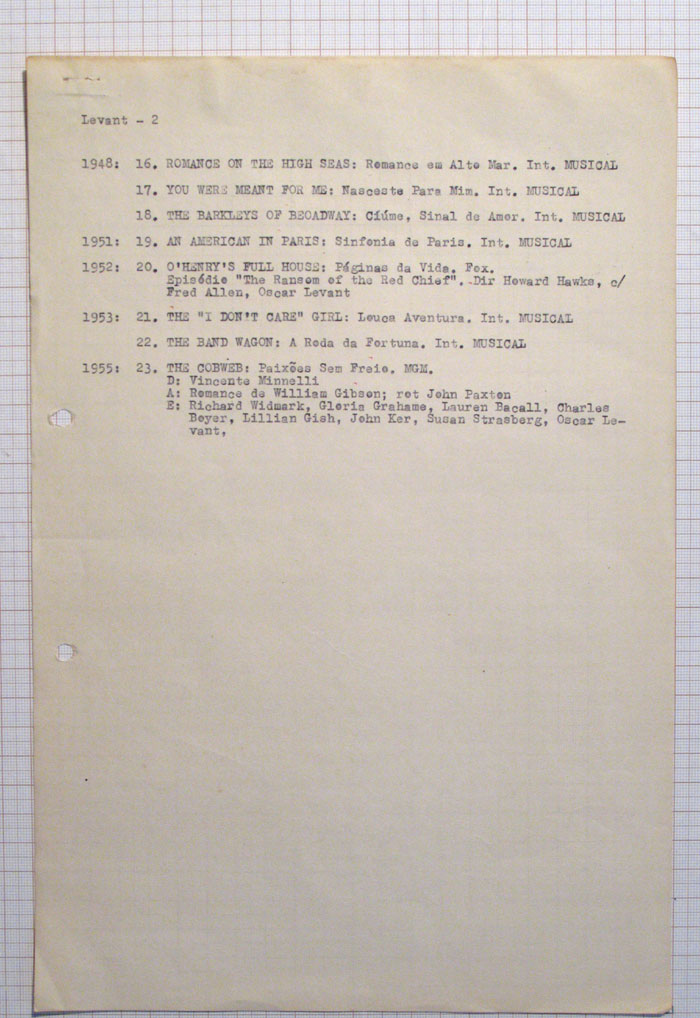 Levant - 2
1948: 16. ROMANCE ON THE HIGH SEAS: Romance em Alto Mar. Int. MUSICAL
17. YOU WERE MEANT FOR ME: Nasceste Para Mim. Int. MUSICAL
18. THE BARKLEYS OF BROADWAY: Ciúme, Sinal de Amor. Int. MUSICAL
1951: 19. AN AMERICAN IN PARIS: Sinfonia de Paris. Int. MUSICAL
1952: 20. O'HENRY'S FULL HOUSE: Páginas da Vida. Fox.
Episódio "The Ransom of the Red Chief". Dir Howard Hawks, c/
Fred Allen, Oscar Levant
1953: 21. THE "I DON'T CARE" GIRL: Louca Aventura. Int. MUSICAL
22. THE BAND WAGON: A Roda da Fortuna. Int. MUSICAL
1955: 23. THE COBWEB: Paixões Sem Freio. MGM.
D: Vincente Minnelli
A: Romance de William Gibson; rot John Paxton
E: Richard Widmark, Gloria Grahame, Lauren Bacall, Charles
Boyer, Lillian Gish, John Ker, Susan Strasberg, Oscar Le-
vant,